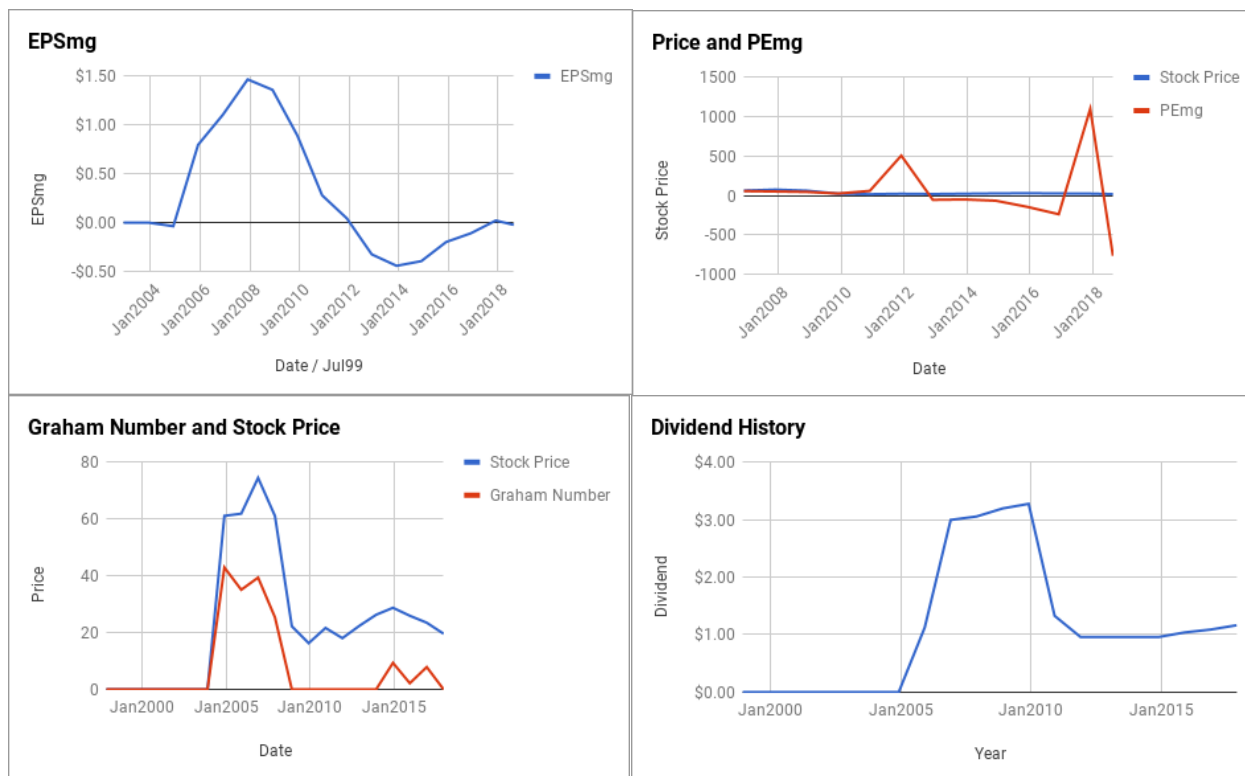 EPSmg
EPSmg
$1.50
$1.00
$0.50
$0.00
-$0.50
EPSmg
Jan2004
Jan2006
Jan2008
Jan2010
Jan2012
Jan2014
Jan2016
Jan2018
Date / Jul99
Price and PEmg
Stock Price
PEmg
1500
1000
500
0
-500
-1000
Stock Price
Jan2008
Jan2010
Jan2012
Jan2014
Jan2016
Jan2018
Date
Graham Number and Stock Price
Stock Price
Graham Number
80
60
40
20
0
Price
Jan2000
Jan2005
Jan2010
Jan2015
Date
Dividend History
$4.00
$3.00
$2.00
$1.00
$0.00
Dividend
Jan2000
Jan2005
Jan2010
Jan2015
Year